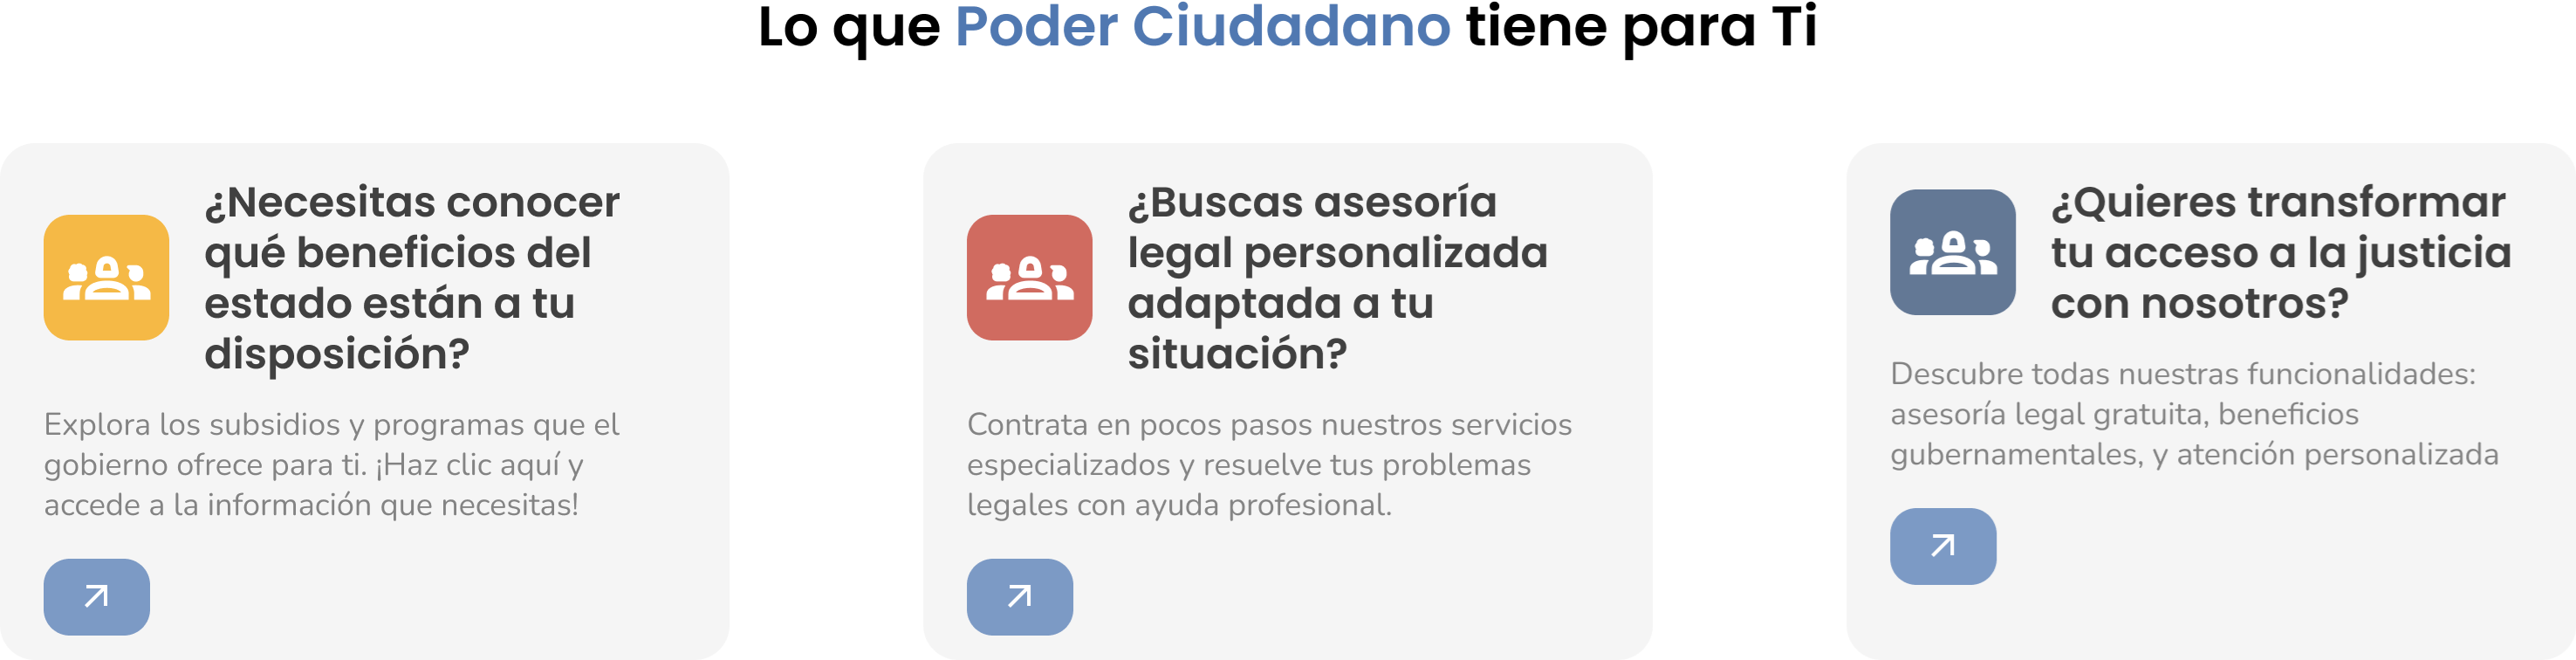 Lo que Poder Ciudadano tiene para Ti
¿Necesitas conocer
qué beneficios del
estado están a tu
disposición?
Explora los subsidios y programas que el
gobierno ofrece para ti. ¡Haz clic aquí y
accede a la información que necesitas!
¿Buscas asesoría
legal personalizada
adaptada a tu
situación?
Contrata en pocos pasos nuestros servicios
especializados y resuelve tus problemas
legales con ayuda profesional.
¿Quieres transformar
tu acceso a la justicia
con nosotros?
Descubre todas nuestras funcionalidades:
asesoría legal gratuita, beneficios
gubernamentales, y atención personalizada